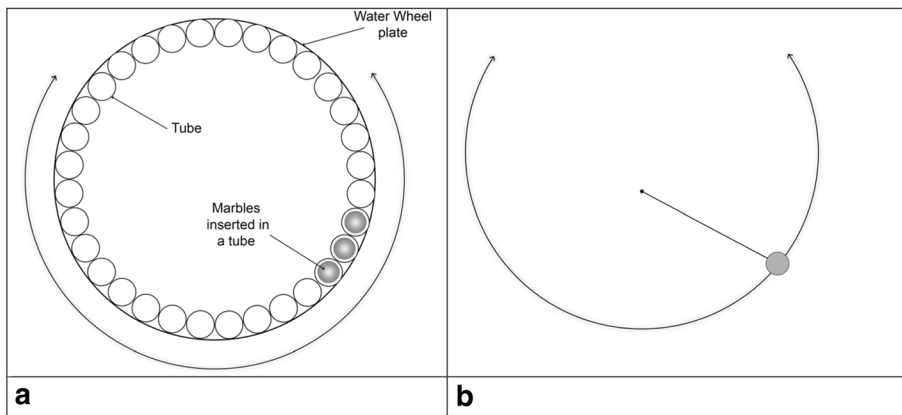 Water Wheel
plate
Tube
Marbles
inserted in
a tube
a
b